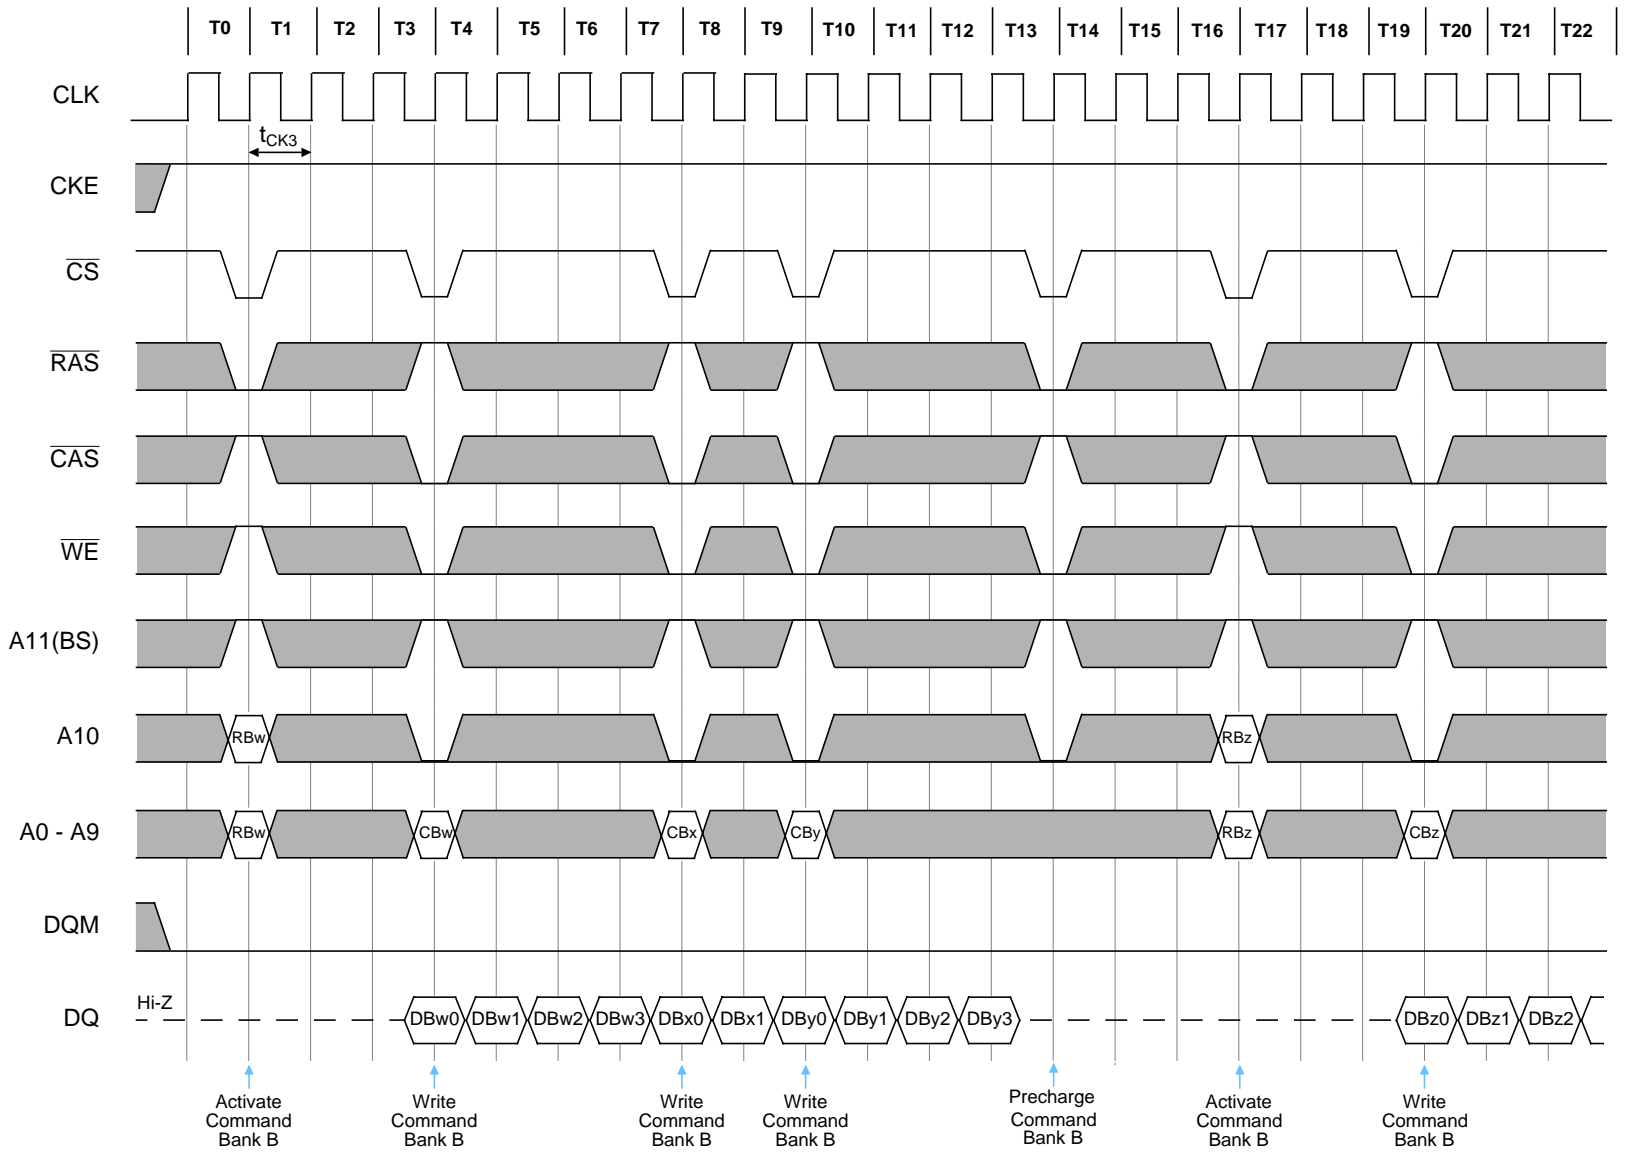 T0 T1 T2 T3 T4 T5 T6 T7 T8 T9 T10 T11 T12 T13 T14 T15 T16 T17 T18 T19 T20 T21 T22
CLK
tCK3
CKE
CS
RAS
CAS
WE
A11(BS)
A10 RBw RBz
A0 - A9 RBw CBw CBx CBy RBz CBz
DQM
Hi-Z
DQ DBw0 DBw1 DBw2 DBw3 DBx0 DBx1 DBy0 DBy1 DBy2 DBy3 DBz0 DBz1 DBz2
Activate
Command
Bank B
Write
Command
Bank B
Write
Command
Bank B
Write
Command
Bank B
Precharge
Command
Bank B
Activate
Command
Bank B
Write
Command
Bank B